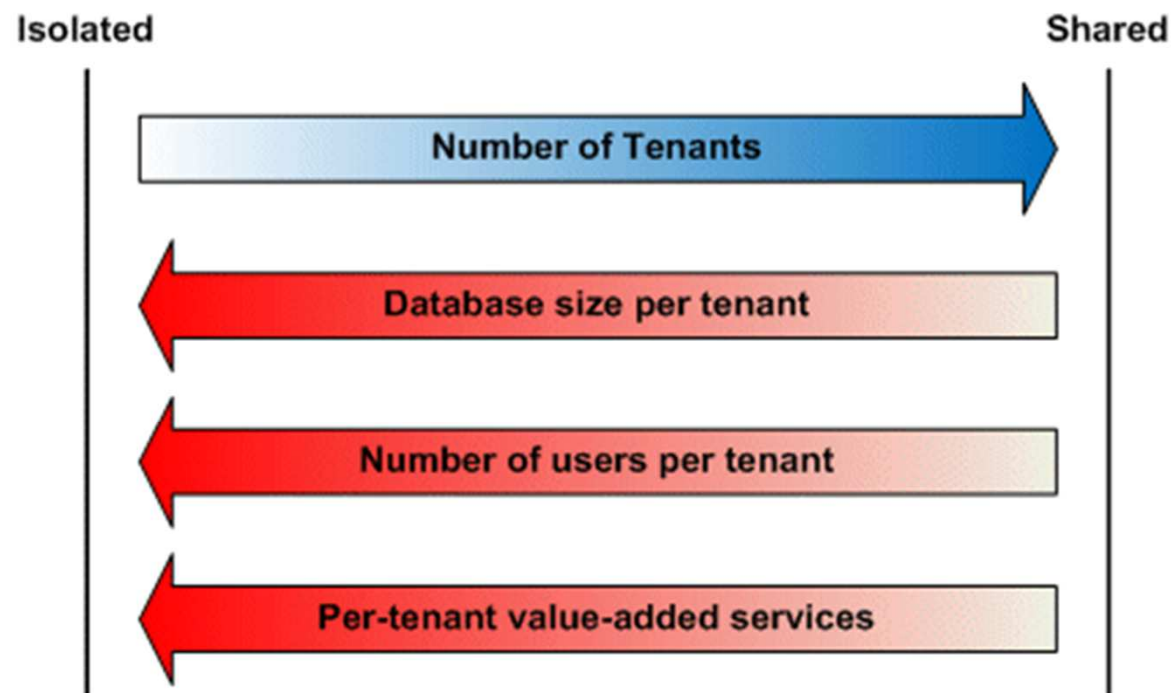 Isolated
Shared
Number of Tenants
Database size per tenant
Number of users per tenant
Per-tenant value-added services